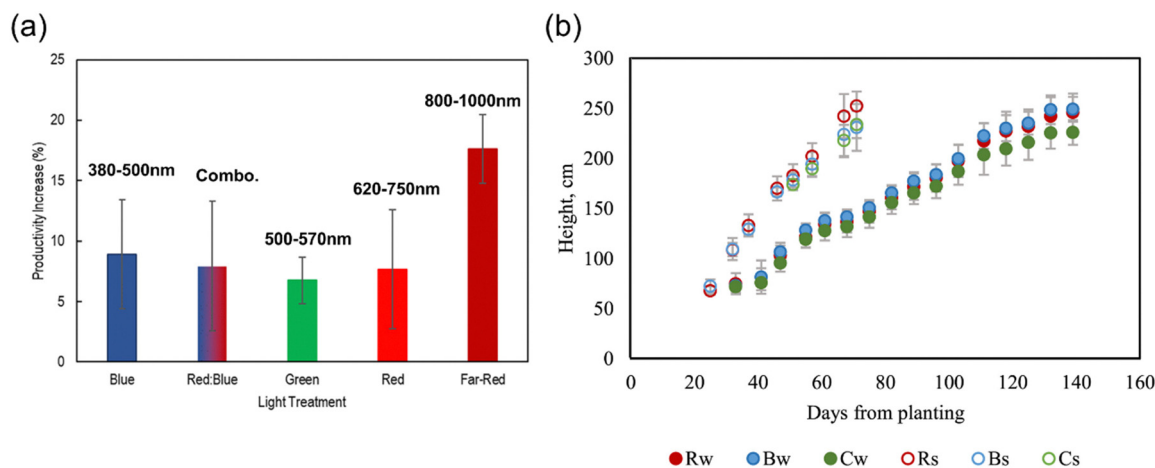 (a)
25
20
15
10
5
0
Productivity Increase (%)
380-500nm
Combo.
500-570nm
620-750nm
800-1000nm
Blue
Red:Blue
Green
Red
Far-Red
Light Treatment
(b)
300
250
200
150
100
50
0
Height, cm
0 20 40 60 80 100 120 140 160
Days from planting
Rw Bw Cw Rs Bs Cs